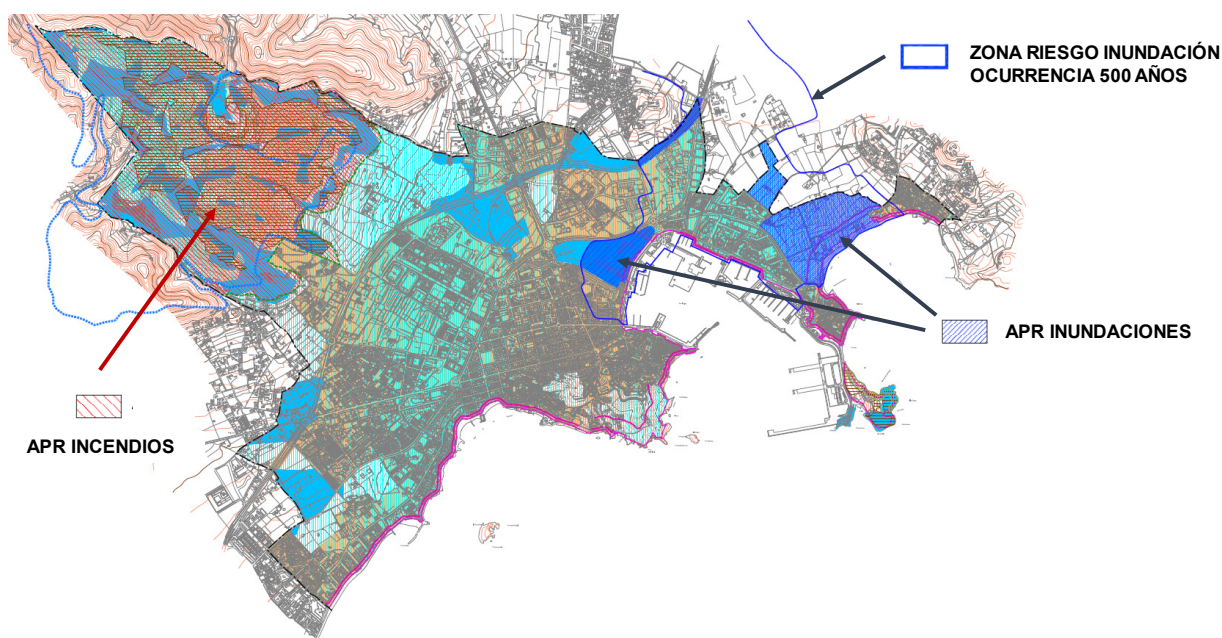 ZONA RIESGO INUNDACIÓN
OCURRENCIA 500 AÑOS
APR INUNDACIONES
APR INCENDIOS